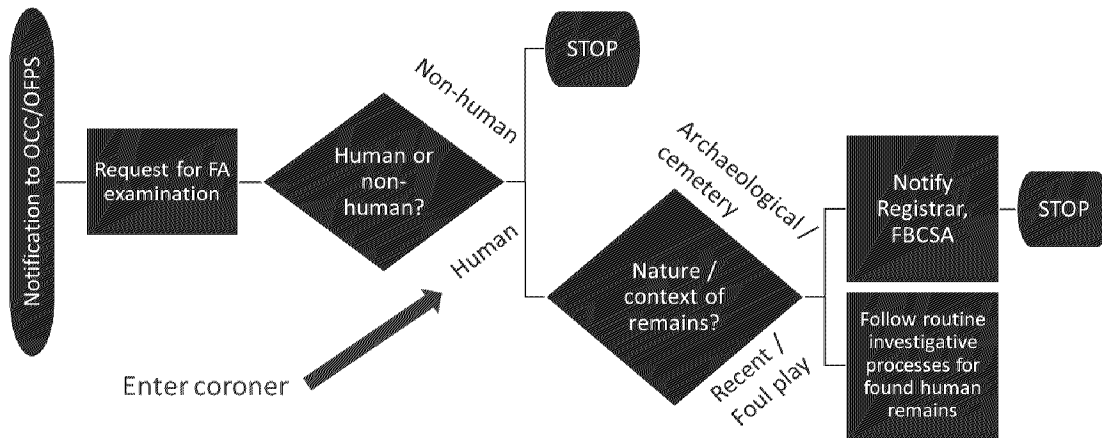 Notification to OCC/OFPS
Request for FA
examination
Human or
non-
human?
Non-human
Human
STOP
Enter coroner
Nature /
context of
remains?
Archaeological /
cemetery
Recent /
Foul play
Notify
Registrar,
FBCSA
STOP
Follow routine
investigative
processes for
found human
remains